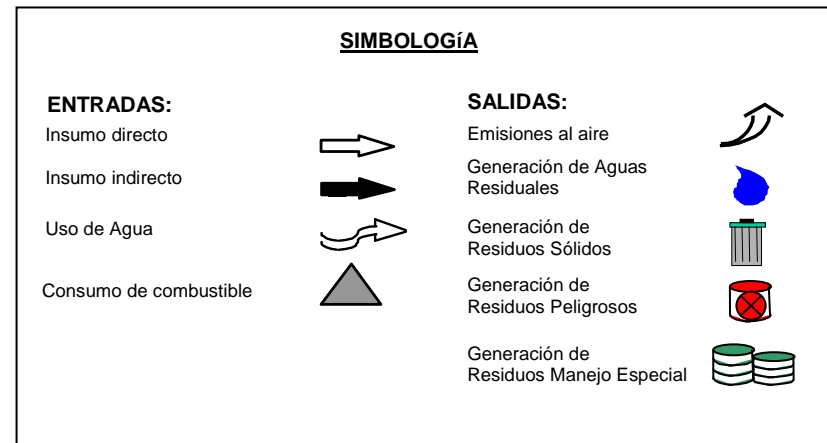 SIMBOLOGíA
ENTRADAS:
Insumo directo
Insumo indirecto
Uso de Agua
Consumo de combustible
SALIDAS:
Emisiones al aire
Generación de Aguas
Residuales
Generación de
Residuos Sólidos
Generación de
Residuos Peligrosos
Generación de
Residuos Manejo Especial